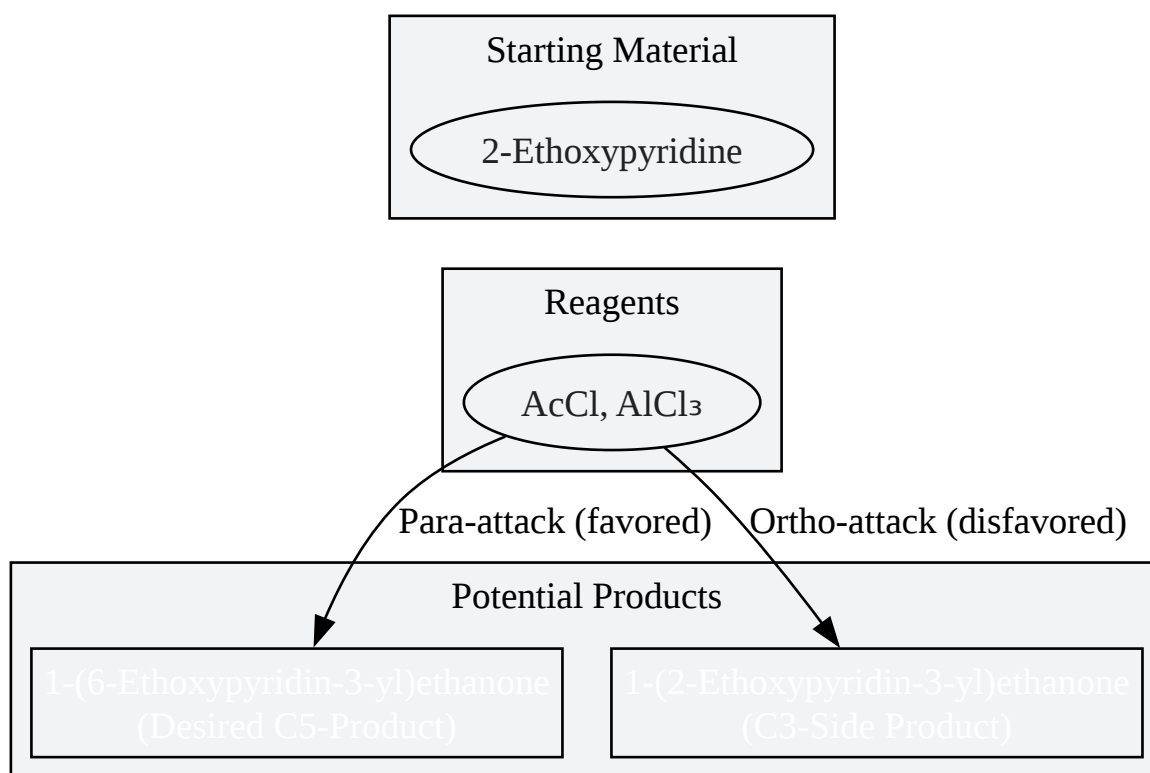 Starting Material
2-Ethoxypyridine
Reagents
AcCl, AlCl₃
Para-attack (favored)
Ortho-attack (disfavored)
Potential Products
1-(6-Ethoxypyridin-3-yl)ethanone
(Desired C5-Product)
1-(2-Ethoxypyridin-3-yl)ethanone
(C3-Side Product)